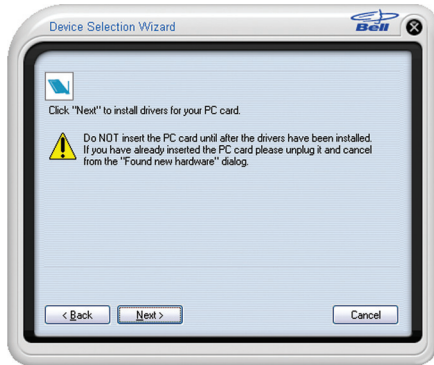 Device Selection Wizard
Bell
Click "Next" to install drivers for your PC card.
Do NOT insert the PC card until after the drivers have been installed.
If you have already inserted the PC card please unplug it and cancel
from the "Found new hardware" dialog.
< Back
Next >
Cancel